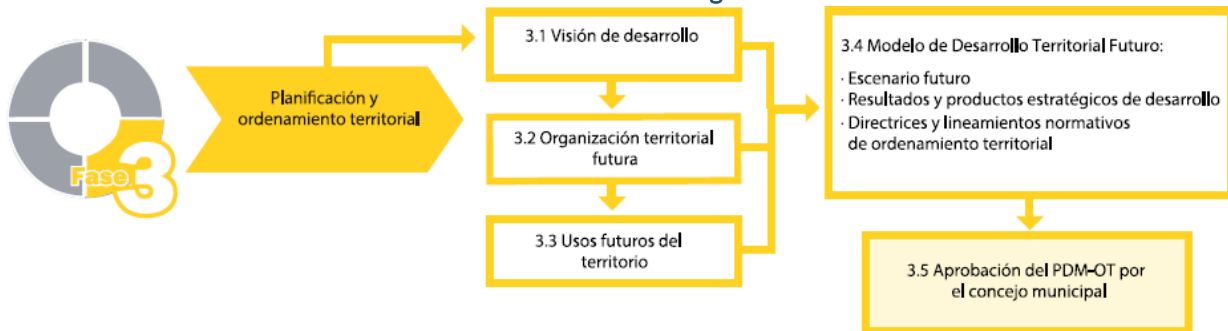 Fase 3
Planificación y
ordenamiento territorial
3.1 Visión de desarrollo
3.2 Organización territorial
futura
3.3 Usos futuros del
territorio
3.4 Modelo de Desarrollo Territorial Futuro:
· Escenario futuro
· Resultados y productos estratégicos de desarrollo
· Directrices y lineamientos normativos
de ordenamiento territorial
3.5 Aprobación del PDM-OT por
el concejo municipal